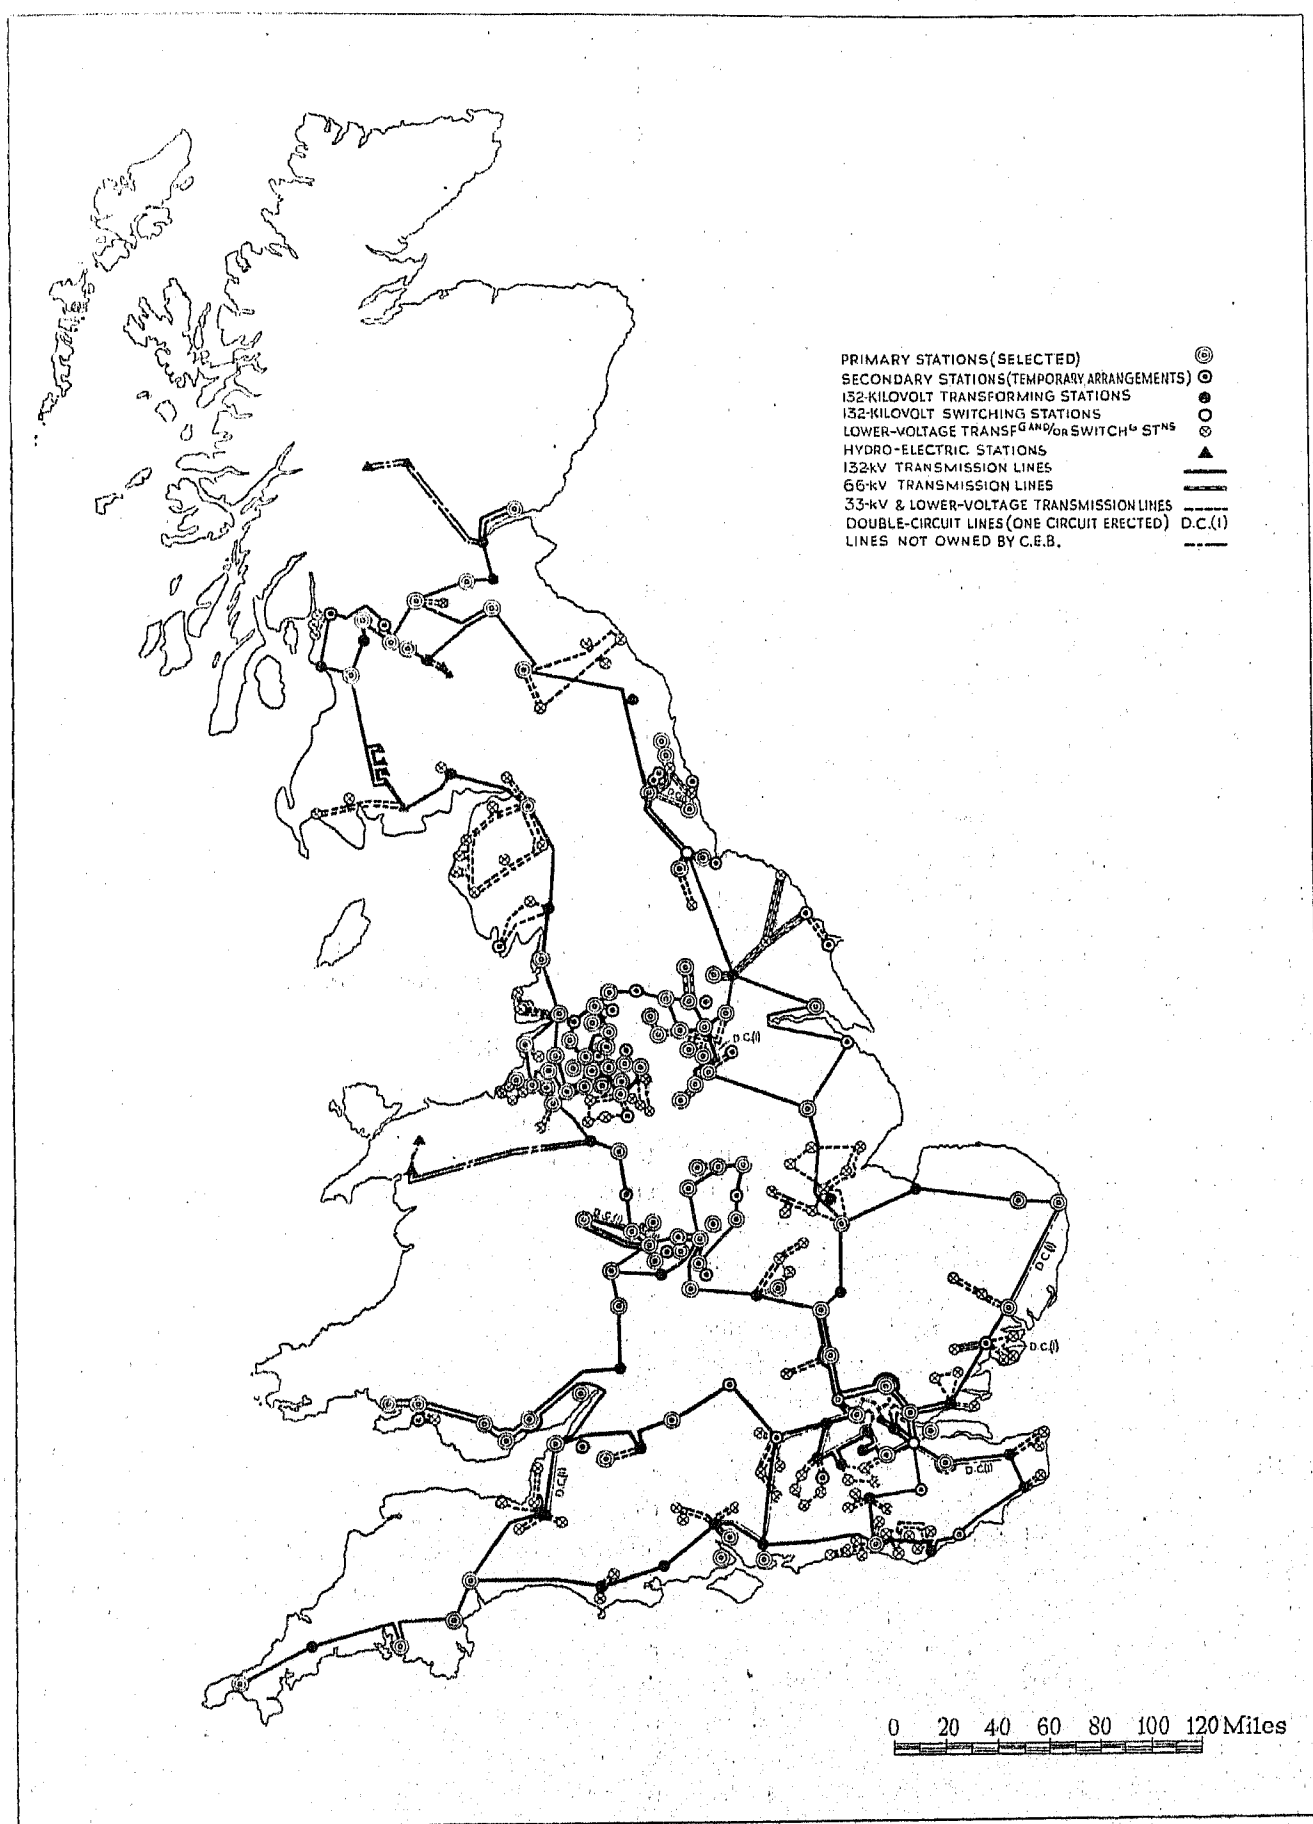 PRIMARY STATIONS (SELECTED)
SECONDARY STATIONS (TEMPORARY ARRANGEMENTS)
132-KILOVOLT TRANSFORMING STATIONS
132-KILOVOLT SWITCHING STATIONS
LOWER-VOLTAGE TRANSFG AND/OR SWITCHG STNS
HYDRO-ELECTRIC STATIONS
132-KV TRANSMISSION LINES
66-KV TRANSMISSION LINES
33-KV & LOWER-VOLTAGE TRANSMISSION LINES
DOUBLE-CIRCUIT LINES (ONE CIRCUIT ERECTED) D.C.(1)
LINES NOT OWNED BY C.E.B.
D.C.(1)
D.C.(1)
D.C.(1)
D.C.(1)
D.C.(1)
D.C.(1)
0 20 40 60 80 100 120 Miles